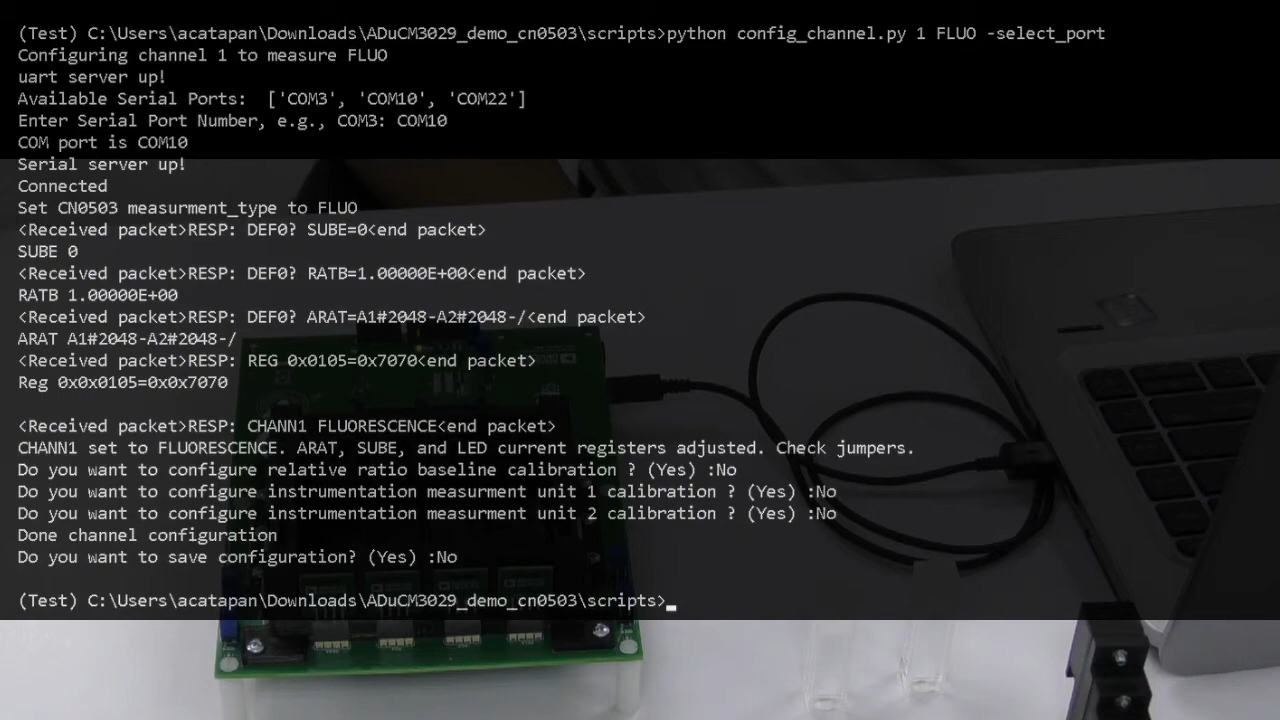 (Test) C:\Users\acatapan\Downloads\ADuCM3029_demo_cn0503\scripts>python config_channel.py 1 FLUO -select_port
Configuring channel 1 to measure FLUO
uart server up!
Available Serial Ports:  ['COM3', 'COM10', 'COM22']
Enter Serial Port Number, e.g., COM3: COM10
COM port is COM10
Serial server up!
Connected
Set CN0503 measurment_type to FLUO
<Received packet>RESP: DEF0? SUBE=0<end packet>
SUBE 0
<Received packet>RESP: DEF0? RATB=1.00000E+00<end packet>
RATB 1.00000E+00
<Received packet>RESP: DEF0? ARAT=A1#2048-A2#2048-/<end packet>
ARAT A1#2048-A2#2048-/
<Received packet>RESP: REG 0x0105=0x7070<end packet>
Reg 0x0x0105=0x0x7070
<Received packet>RESP: CHANN1 FLUORESCENCE<end packet>
CHANN1 set to FLUORESCENCE. ARAT, SUBE, and LED current registers adjusted. Check jumpers.
Do you want to configure relative ratio baseline calibration ? (Yes) :No
Do you want to configure instrumentation measurment unit 1 calibration ? (Yes) :No
Do you want to configure instrumentation measurment unit 2 calibration ? (Yes) :No
Done channel configuration
Do you want to save configuration? (Yes) :No
(Test) C:\Users\acatapan\Downloads\ADuCM3029_demo_cn0503\scripts>